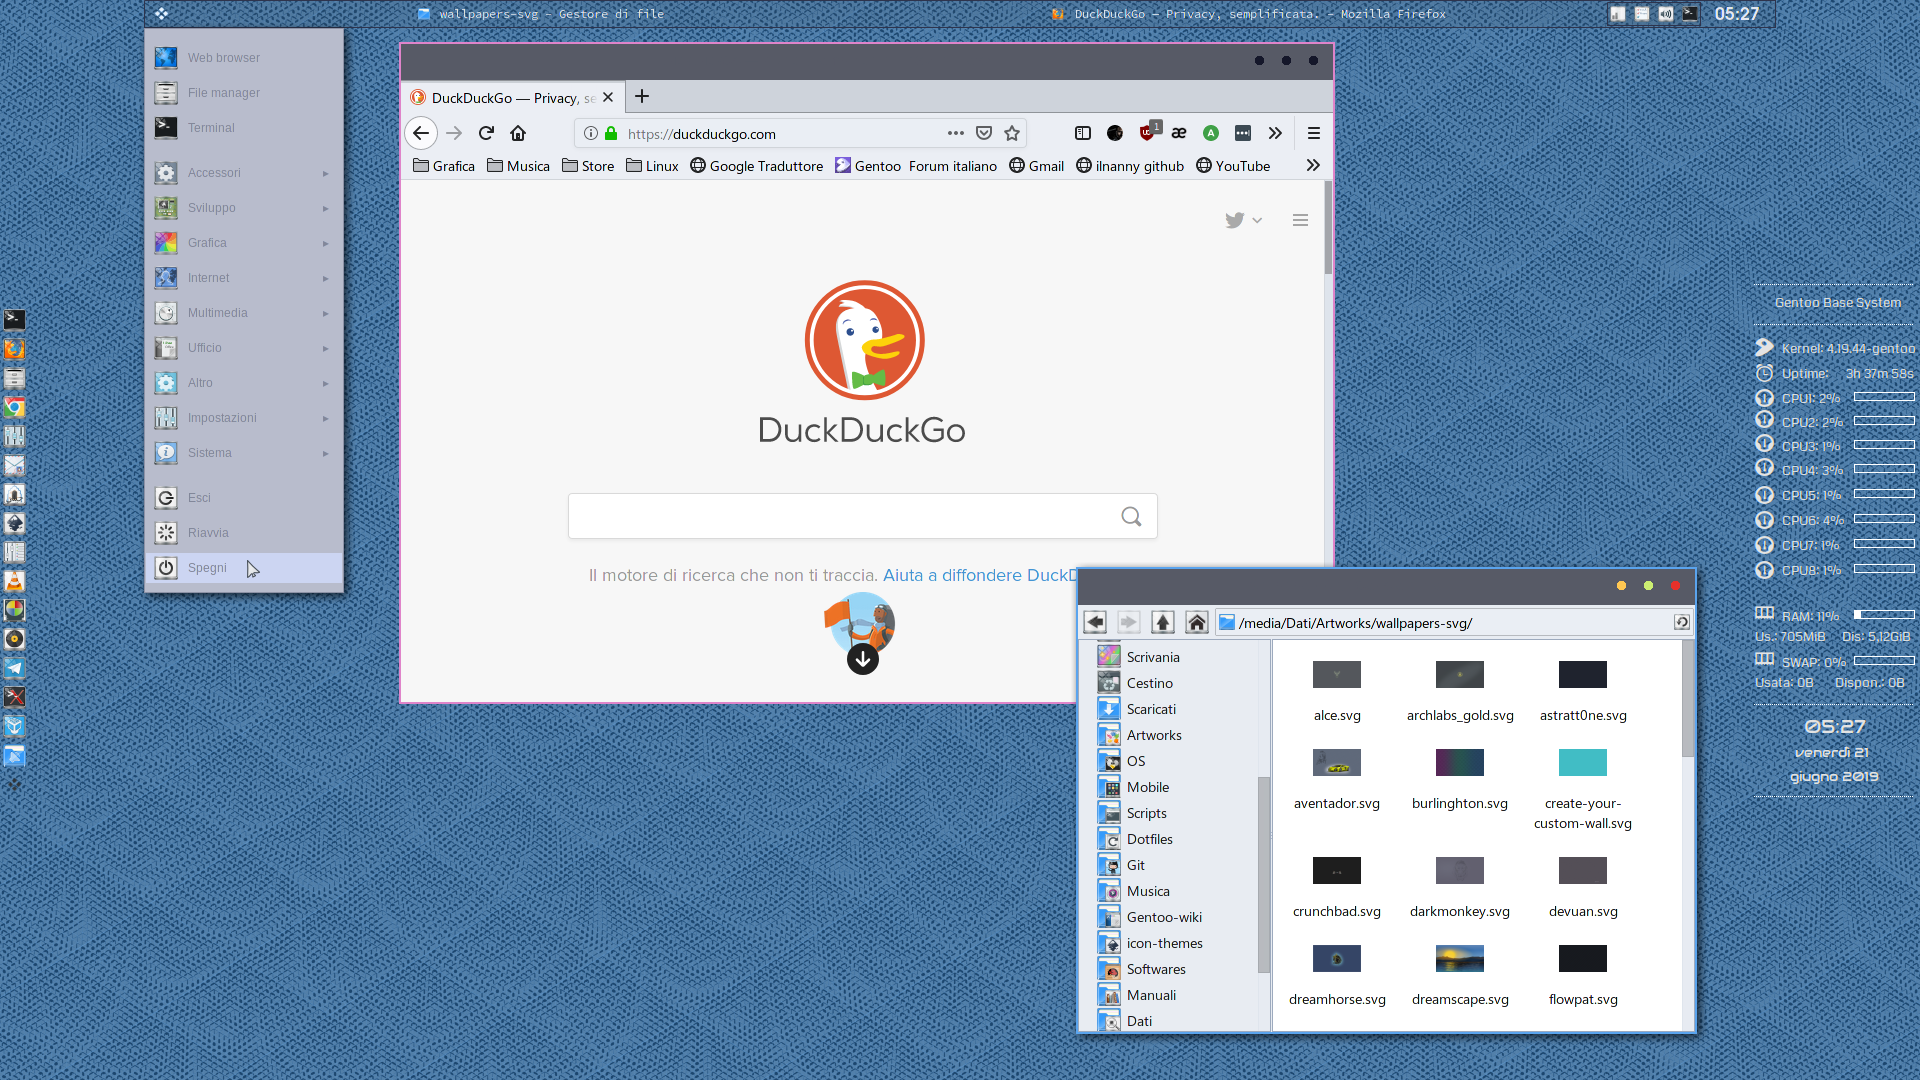 wallpapers-svg - Gestore di file
DuckDuckGo — Privacy, semplificata. - Mozilla Firefox
05:27
Web browser
File manager
Terminal
Accessori
Sviluppo
Grafica
Internet
Multimedia
Ufficio
Altro
Impostazioni
Sistema
Esci
Riavvia
Spegni
DuckDuckGo — Privacy, se
https://duckduckgo.com
1
Grafica Musica Store Linux Google Traduttore Gentoo Forum italiano Gmail ilnanny github YouTube
DuckDuckGo
Il motore di ricerca che non ti traccia. Aiuta a diffondere DuckD
/media/Dati/Artworks/wallpapers-svg/
Scrivania
Cestino
Scaricati
Artworks
OS
Mobile
Scripts
Dotfiles
Git
Musica
Gentoo-wiki
icon-themes
Softwares
Manuali
Dati
alce.svg archlabs_gold.svg astratt0ne.svg
aventador.svg burlinghton.svg create-your-
custom-wall.svg
crunchbad.svg darkmonkey.svg devuan.svg
dreamhorse.svg dreamscape.svg flowpat.svg
Gentoo Base System
Kernel: 4.19.44-gentoo
Uptime: 3h 37m 58s
CPU1: 2%
CPU2: 2%
CPU3: 1%
CPU4: 3%
CPU5: 1%
CPU6: 4%
CPU7: 1%
CPU8: 1%
RAM: 11%
Us.: 705MiB Dis: 5,12GiB
SWAP: 0%
Usata: 0B Dispon.: 0B
05:27
venerdì 21
giugno 2019